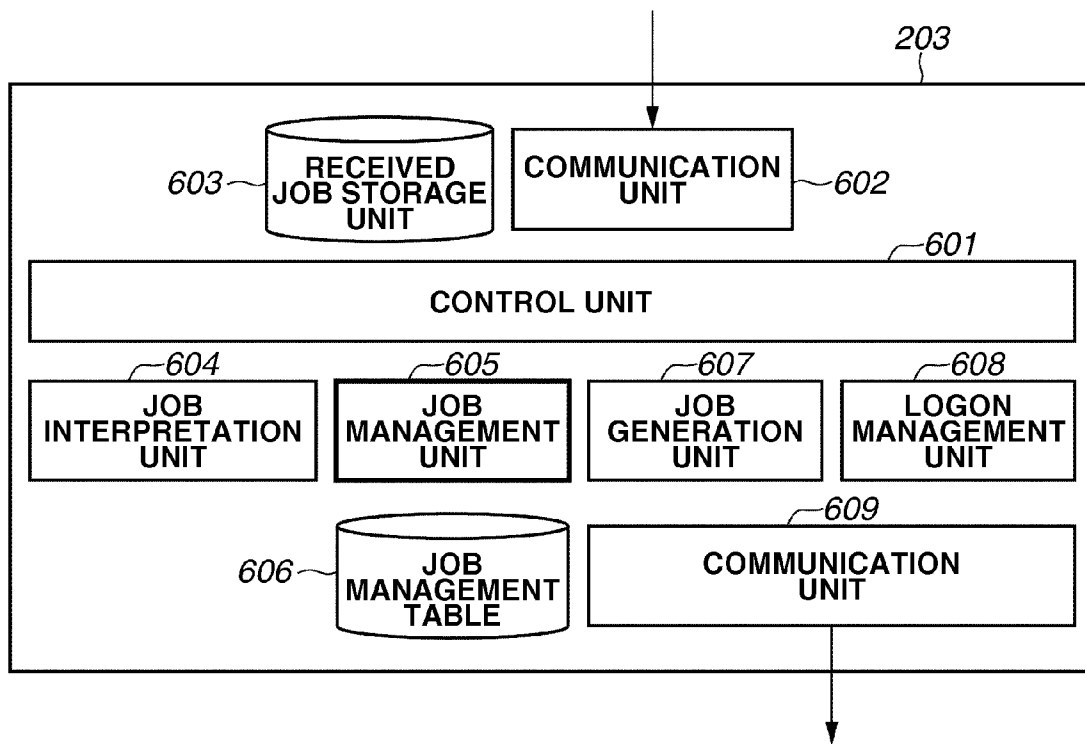 203
603
RECEIVED
JOB STORAGE
UNIT
COMMUNICATION
UNIT
602
601
CONTROL UNIT
604
JOB
INTERPRETATION
UNIT
605
JOB
MANAGEMENT
UNIT
607
JOB
GENERATION
UNIT
608
LOGON
MANAGEMENT
UNIT
606
JOB
MANAGEMENT
TABLE
609
COMMUNICATION
UNIT